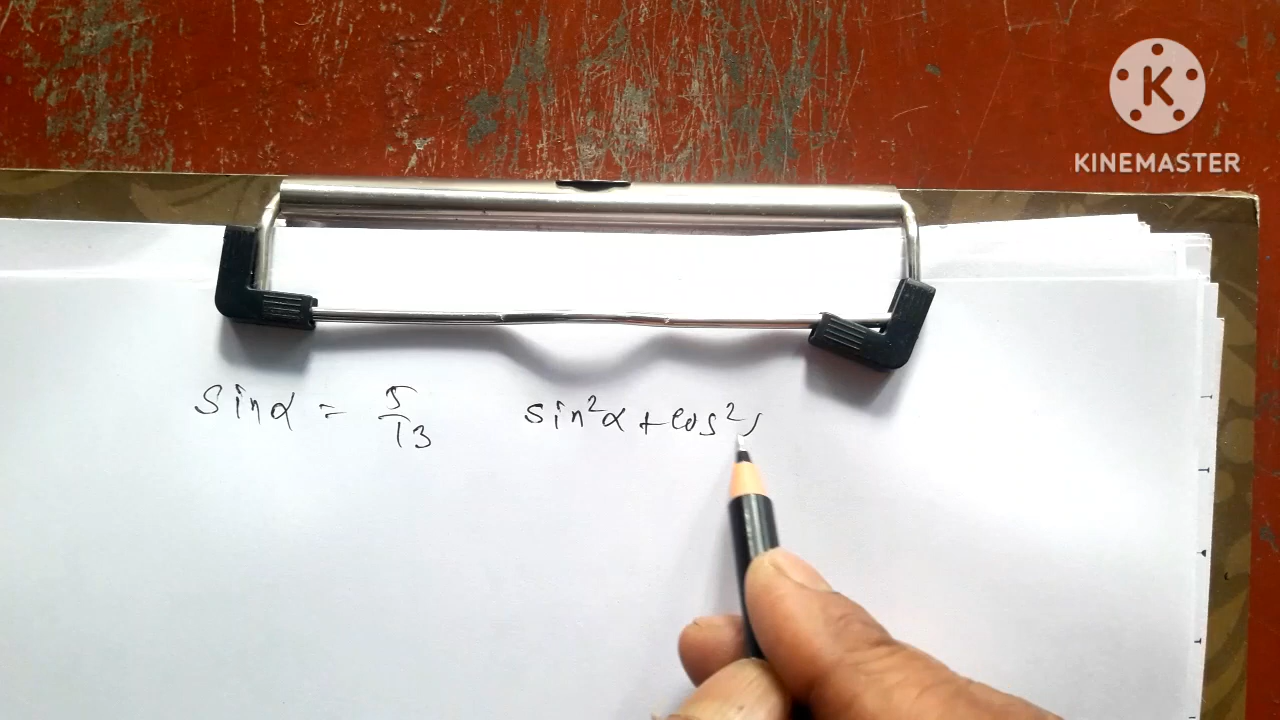 KINEMASTER
sinα = 5/13 sin²α + cos²